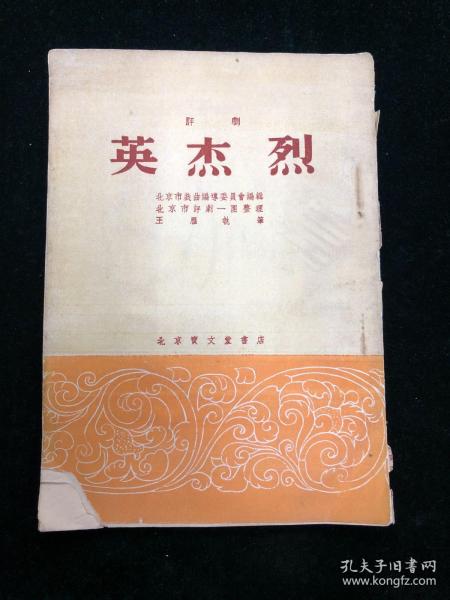 評劇
英杰烈
北京市戏曲編導委員會編輯
北京市評劇一團整理
王雁執筆
北京寳文堂書店
孔夫子旧书网
www.kongfz.com